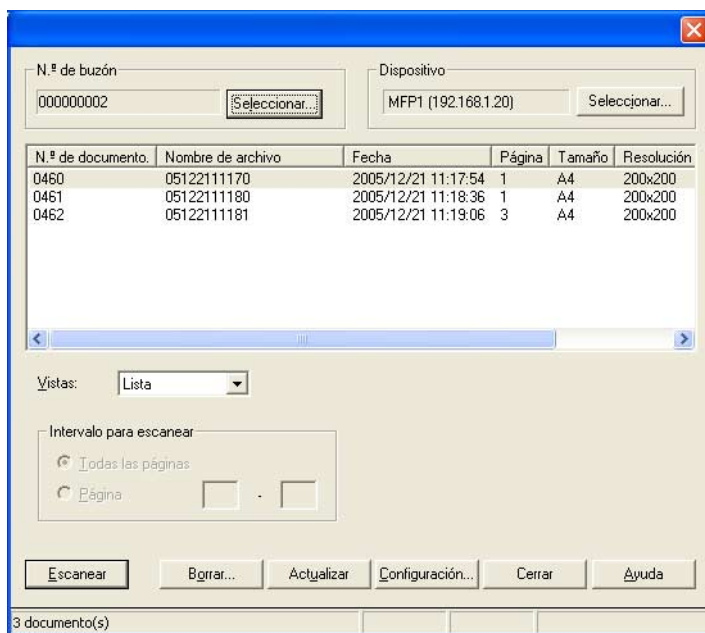 N.º de buzón
Dispositivo
000000002
Seleccionar...
MFP1 (192.168.1.20)
Seleccionar...
N.º de documento. Nombre de archivo Fecha Página Tamaño Resolución
0460 05122111170 2005/12/21 11:17:54 1 A4 200x200
0461 05122111180 2005/12/21 11:18:36 1 A4 200x200
0462 05122111181 2005/12/21 11:19:06 3 A4 200x200
Vistas: Lista
Intervalo para escanear
Todas las páginas
Página -
Escanear Borrar... Actualizar Configuración... Cerrar Ayuda
3 documento(s)